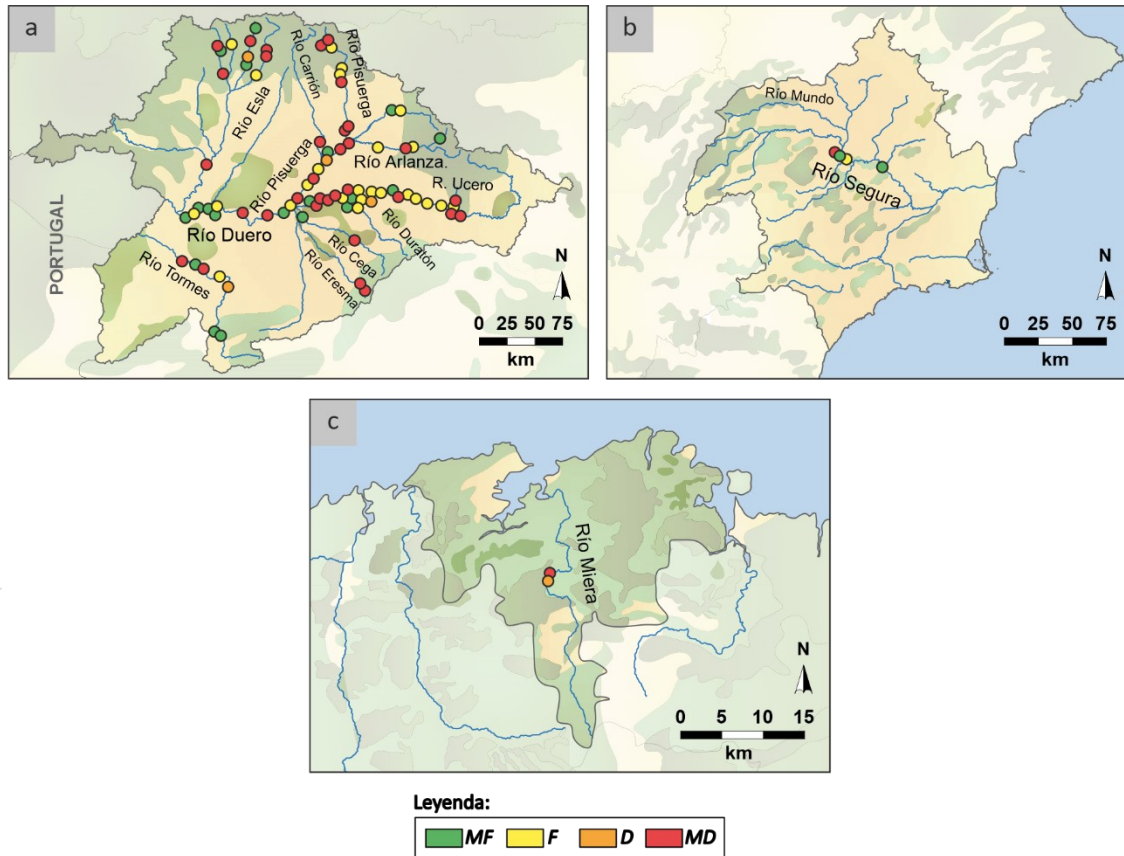 a
Río Esla
Río Carrión
Río Pisuerga
Río Pisuerga
Río Arlanza.
R. Ucero
Río Duero
Río Duratón
Río Cega
Río Eresma
Río Tormes
PORTUGAL
N
0 25 50 75
km
b
Río Mundo
Río Segura
N
0 25 50 75
km
c
Río Miera
N
0 5 10 15
km
Leyenda:
MF F D MD